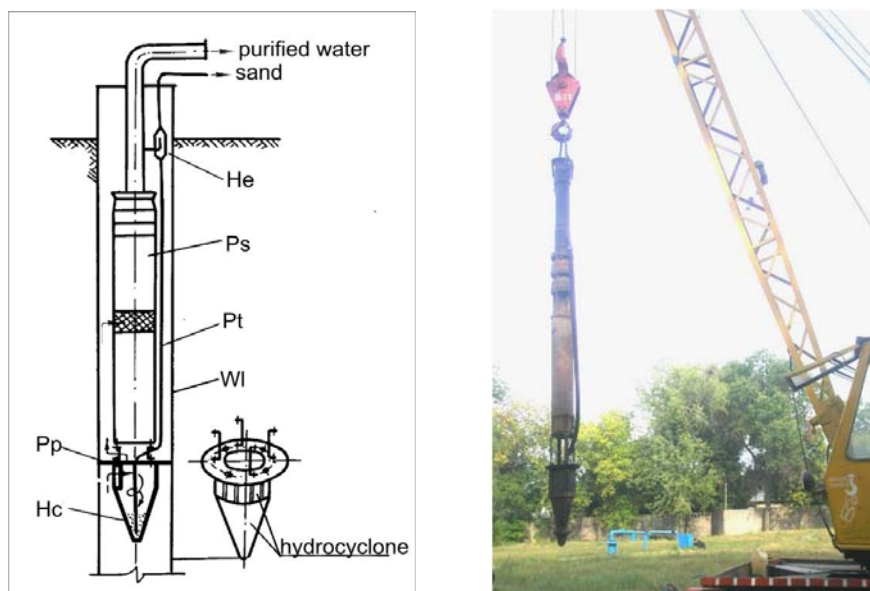 purified water
sand
He
Ps
Pt
Wl
Pp
Hc
hydrocyclone